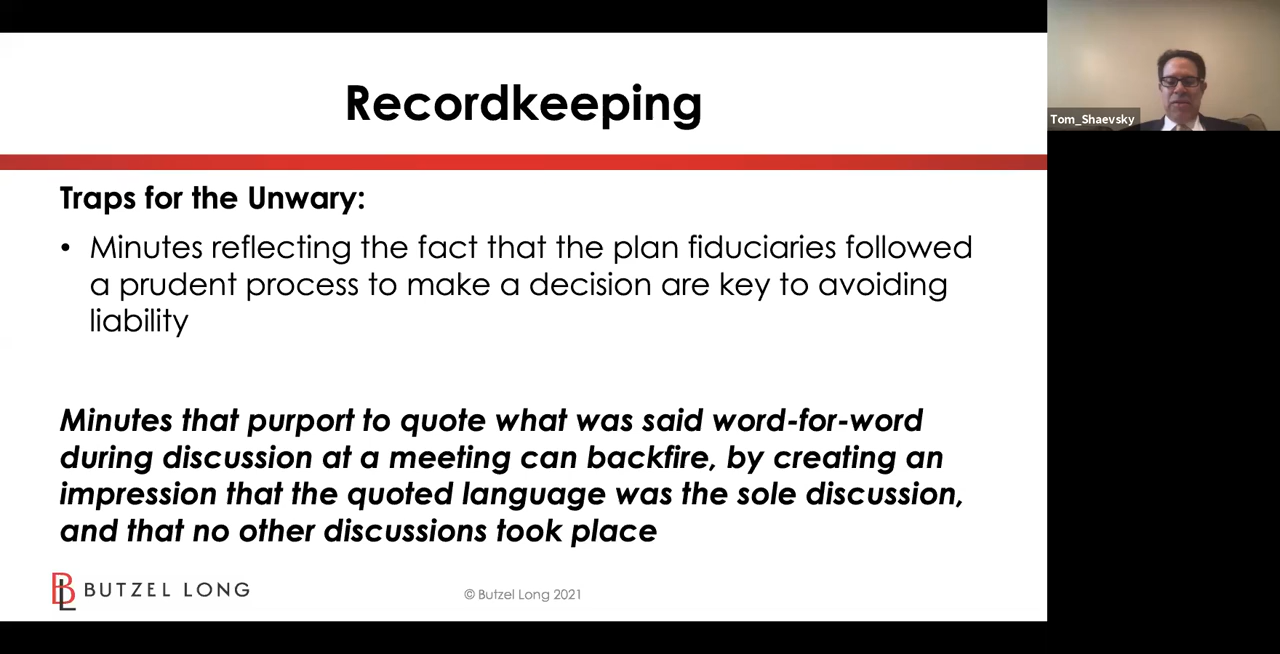 Recordkeeping
Tom_Shaevsky
Traps for the Unwary:
• Minutes reflecting the fact that the plan fiduciaries followed
a prudent process to make a decision are key to avoiding
liability
Minutes that purport to quote what was said word-for-word
during discussion at a meeting can backfire, by creating an
impression that the quoted language was the sole discussion,
and that no other discussions took place
BL BUTZEL LONG
© Butzel Long 2021